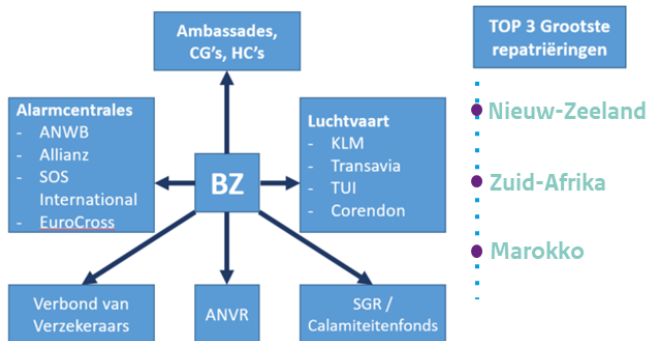 Ambassades,
CG's, HC's
TOP 3 Grootste
repatriëringen
Alarmcentrales
- ANWB
- Allianz
- SOS
International
- EuroCross
BZ
Luchtvaart
- KLM
- Transavia
- TUI
- Corendon
Nieuw-Zeeland
Zuid-Afrika
Marokko
Verbond van
Verzekeraars
ANVR
SGR /
Calamiteitenfonds